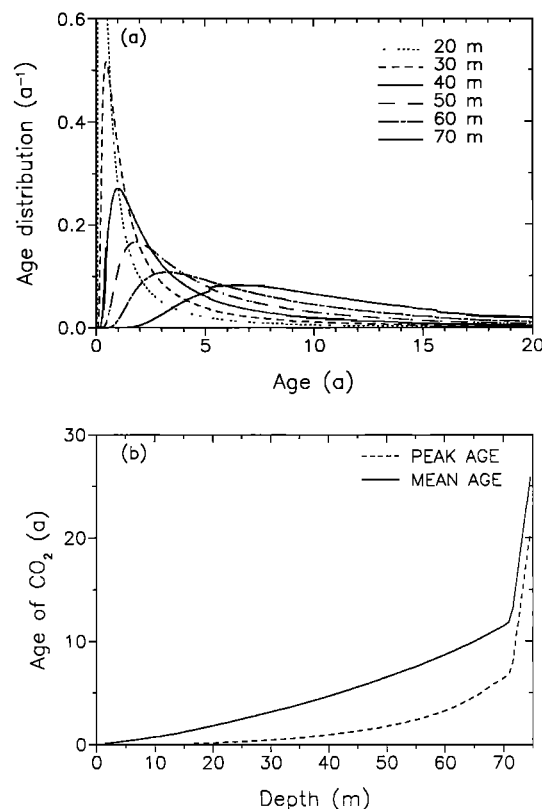 (a)
20 m
30 m
40 m
50 m
60 m
70 m
0.6
0.4
0.2
0.0
Age distribution (a⁻¹)
0 5 10 15 20
Age (a)
(b)
PEAK AGE
MEAN AGE
30
20
10
0
Age of CO₂ (a)
0 10 20 30 40 50 60 70
Depth (m)